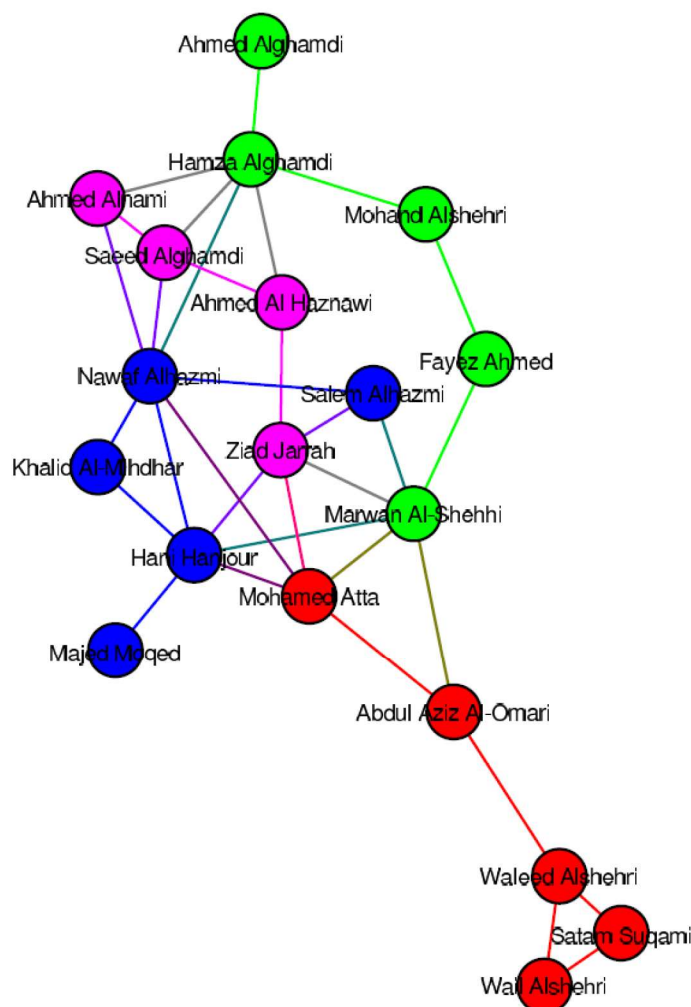 Ahmed Alghamdi
Hamza Alghamdi
Ahmed Alnami
Mohand Alshehri
Saeed Alghamdi
Ahmed Al Haznawi
Fayez Ahmed
Nawaf Alhazmi
Salem Alhazmi
Ziad Jarrah
Khalid Al-Mihdhar
Marwan Al-Shehhi
Hani Hanjour
Mohamed Atta
Majed Moqed
Abdul Aziz Al-Omari
Waleed Alshehri
Satam Suqami
Wail Alshehri